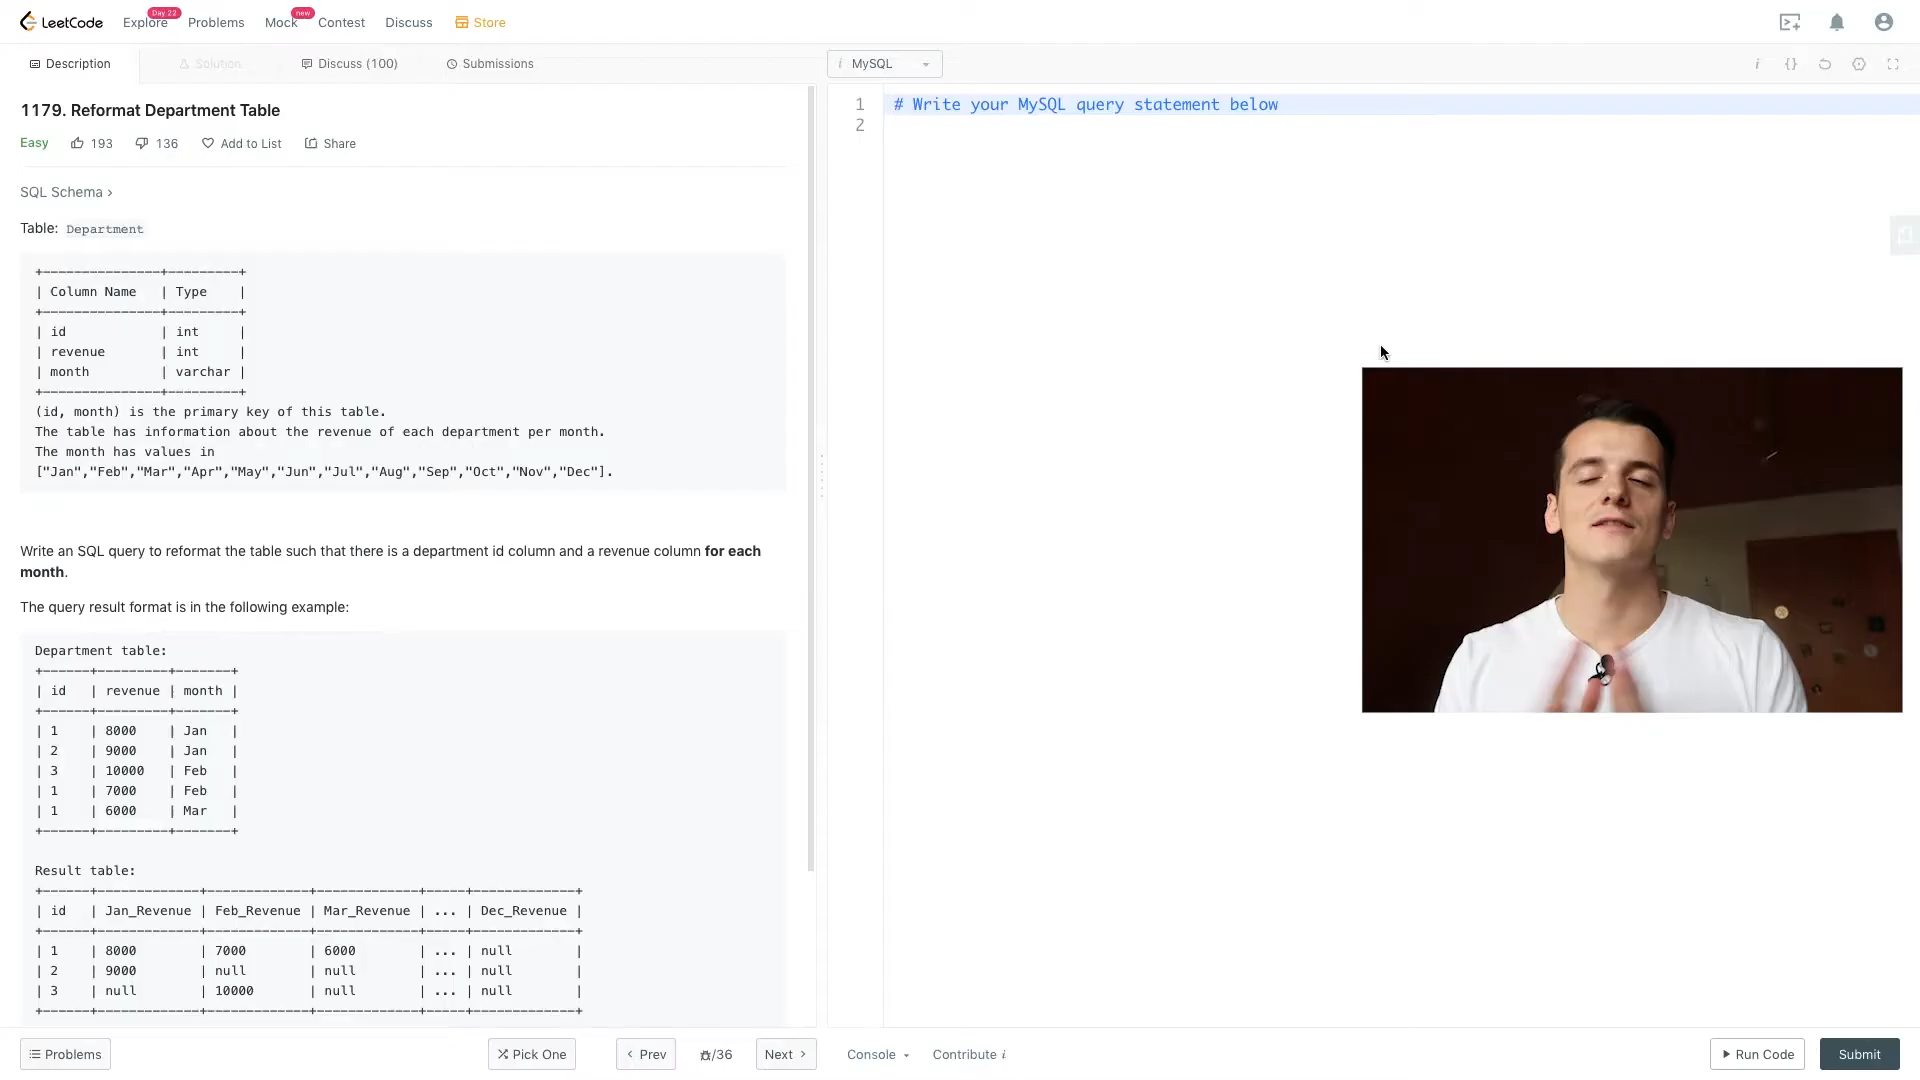 LeetCode Explore Day 22 Problems Mock new Contest Discuss Store
Description Solution Discuss (100) Submissions i MySQL i {}
1179. Reformat Department Table
Easy 193 136 Add to List Share
SQL Schema ›
Table: Department
+---------------+---------+
| Column Name   | Type    |
+---------------+---------+
| id            | int     |
| revenue       | int     |
| month         | varchar |
+---------------+---------+
(id, month) is the primary key of this table.
The table has information about the revenue of each department per month.
The month has values in
["Jan","Feb","Mar","Apr","May","Jun","Jul","Aug","Sep","Oct","Nov","Dec"].
Write an SQL query to reformat the table such that there is a department id column and a revenue column for each
month.
The query result format is in the following example:
Department table:
+------+---------+-------+
| id   | revenue | month |
+------+---------+-------+
| 1    | 8000    | Jan   |
| 2    | 9000    | Jan   |
| 3    | 10000   | Feb   |
| 1    | 7000    | Feb   |
| 1    | 6000    | Mar   |
+------+---------+-------+
Result table:
+------+-------------+-------------+-------------+-----+-------------+
| id   | Jan_Revenue | Feb_Revenue | Mar_Revenue | ... | Dec_Revenue |
+------+-------------+-------------+-------------+-----+-------------+
| 1    | 8000        | 7000        | 6000        | ... | null        |
| 2    | 9000        | null        | null        | ... | null        |
| 3    | null        | 10000       | null        | ... | null        |
+------+-------------+-------------+-------------+-----+-------------+
1 # Write your MySQL query statement below
2
Problems Pick One ‹ Prev /36 Next › Console Contribute i Run Code Submit